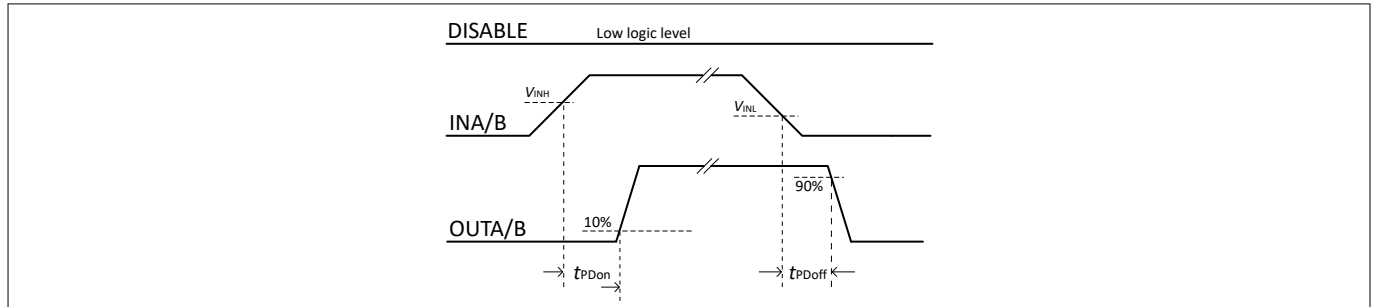 DISABLE Low logic level
VINH
VINL
INA/B
90%
10%
OUTA/B
tPDon tPDoff